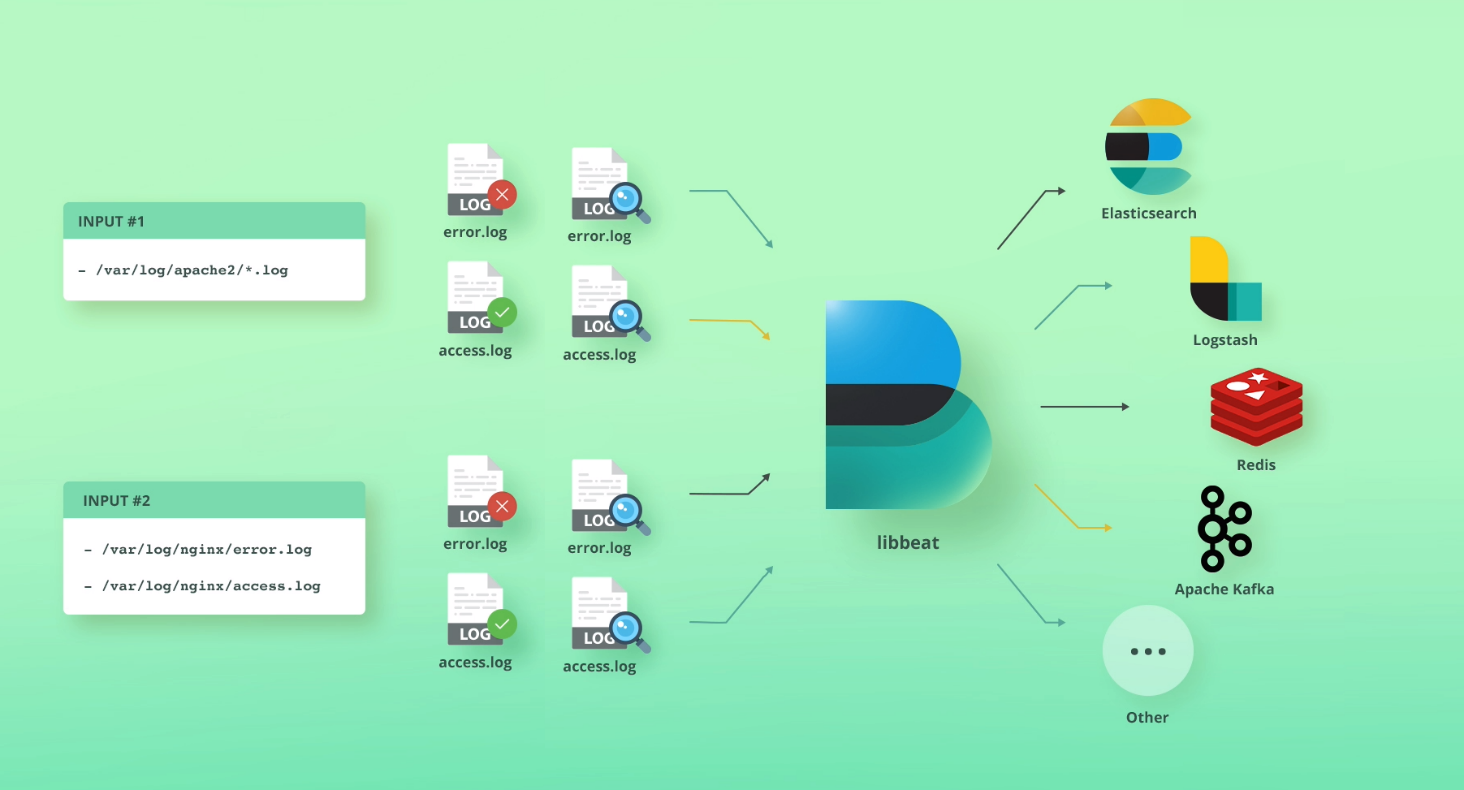 INPUT #1
- /var/log/apache2/*.log
LOG
error.log
LOG
error.log
LOG
access.log
LOG
access.log
INPUT #2
- /var/log/nginx/error.log
- /var/log/nginx/access.log
LOG
error.log
LOG
error.log
LOG
access.log
LOG
access.log
libbeat
Elasticsearch
Logstash
Redis
Apache Kafka
Other